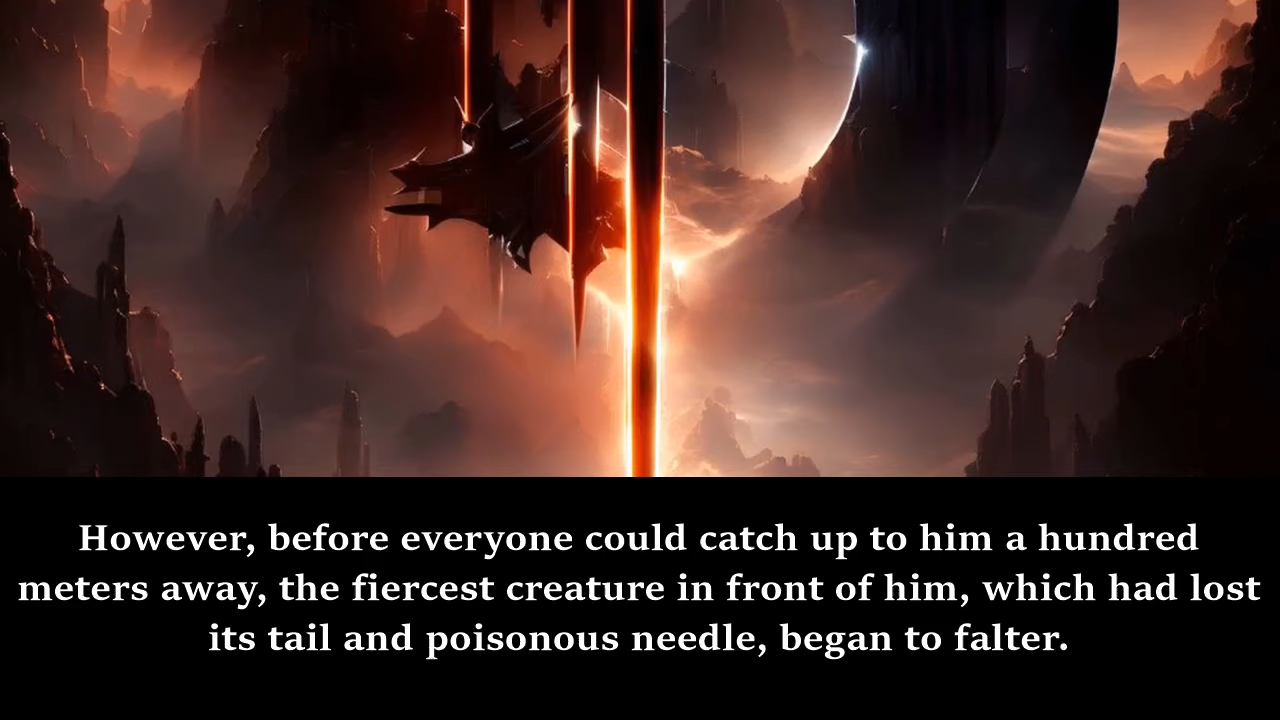 However, before everyone could catch up to him a hundred
meters away, the fiercest creature in front of him, which had lost
its tail and poisonous needle, began to falter.